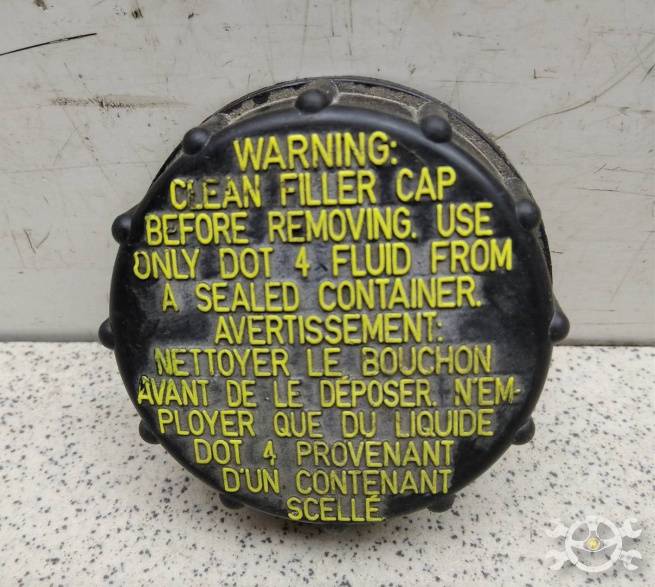 WARNING:
CLEAN FILLER CAP
BEFORE REMOVING. USE
ONLY DOT 4 FLUID FROM
A SEALED CONTAINER.
AVERTISSEMENT:
NETTOYER LE BOUCHON
AVANT DE LE DÉPOSER. N'EM-
PLOYER QUE DU LIQUIDE
DOT 4 PROVENANT
D'UN CONTENANT
SCELLÉ